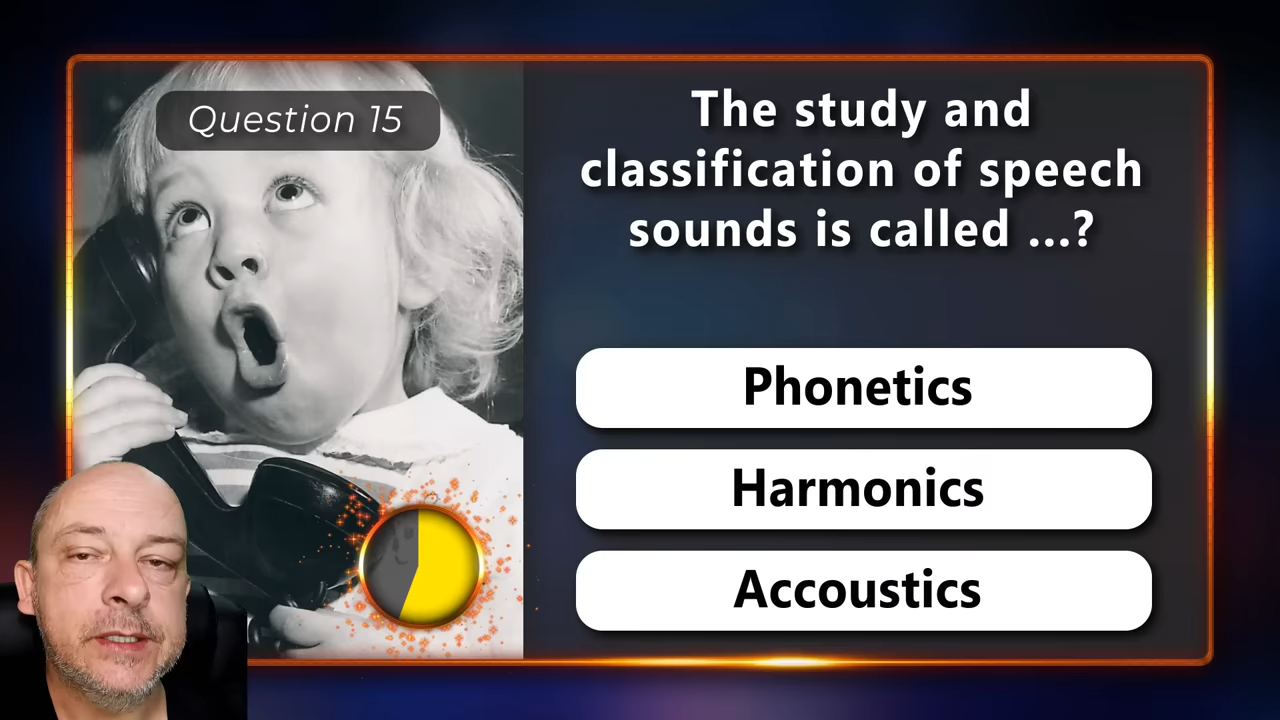 Question 15
The study and
classification of speech
sounds is called ...?
Phonetics
Harmonics
Accoustics